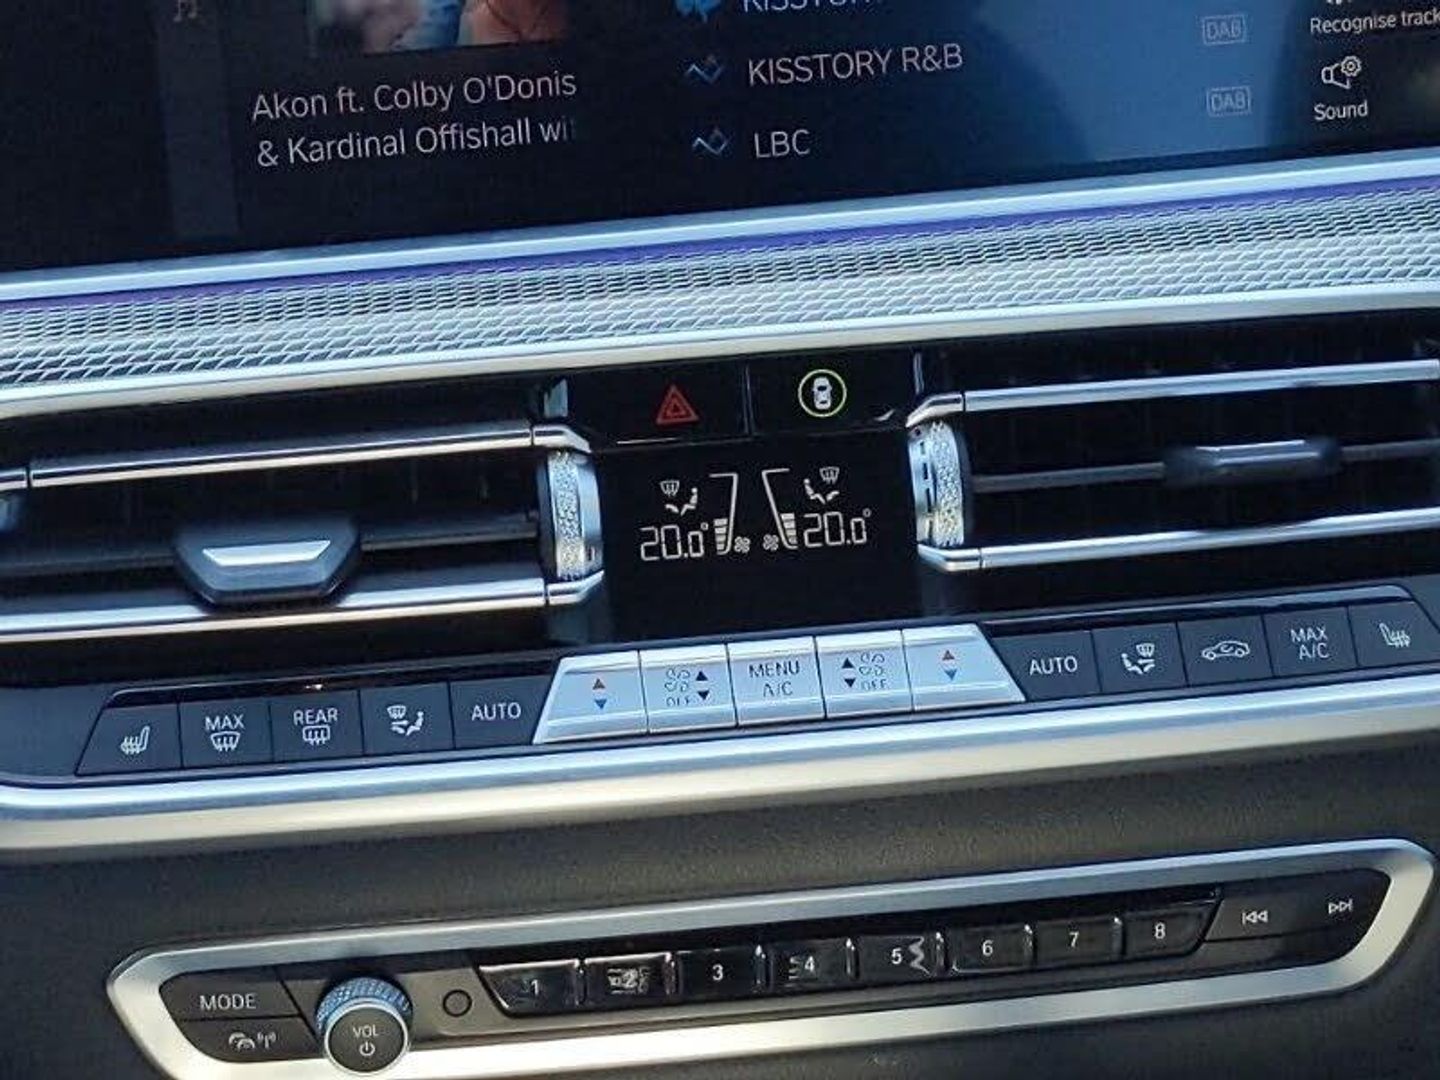 KISSTORY
DAB
Recognise track
Akon ft. Colby O'Donis
& Kardinal Offishall wi
KISSTORY R&B
DAB
Sound
LBC
20.0°
20.0°
MAX
REAR
AUTO
OFF
MENU
A/C
OFF
AUTO
MAX
A/C
MODE
VOL
1
2
3
4
5
6
7
8